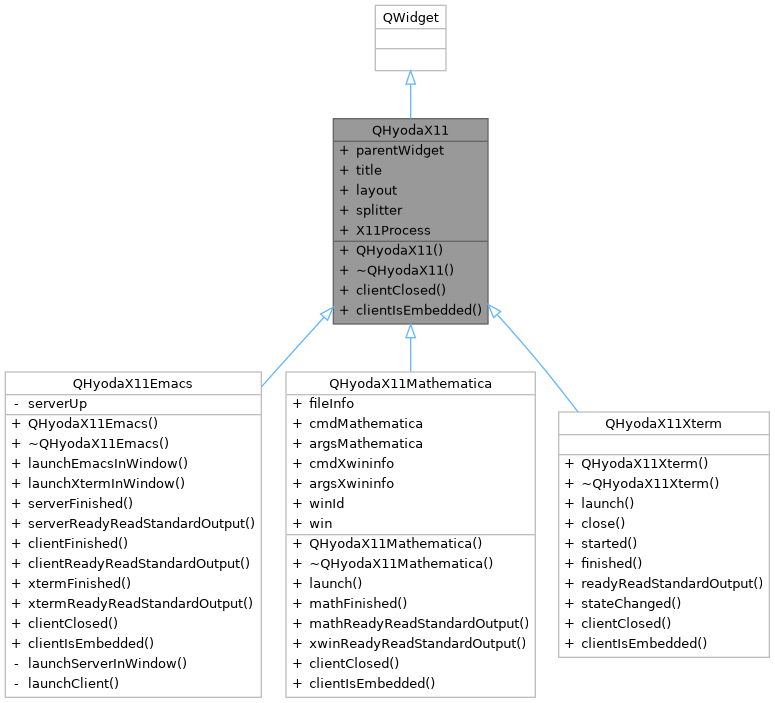 QWidget
QHyodaX11
+ parentWidget
+ title
+ layout
+ splitter
+ X11Process
+ QHyodaX11()
+ ~QHyodaX11()
+ clientClosed()
+ clientIsEmbedded()
QHyodaX11Emacs
- serverUp
+ QHyodaX11Emacs()
+ ~QHyodaX11Emacs()
+ launchEmacsInWindow()
+ launchXtermInWindow()
+ serverFinished()
+ serverReadyReadStandardOutput()
+ clientFinished()
+ clientReadyReadStandardOutput()
+ xtermFinished()
+ xtermReadyReadStandardOutput()
+ clientClosed()
+ clientIsEmbedded()
- launchServerInWindow()
- launchClient()
QHyodaX11Mathematica
+ fileInfo
+ cmdMathematica
+ argsMathematica
+ cmdXwininfo
+ argsXwininfo
+ winId
+ win
+ QHyodaX11Mathematica()
+ ~QHyodaX11Mathematica()
+ launch()
+ mathFinished()
+ mathReadyReadStandardOutput()
+ xwinReadyReadStandardOutput()
+ clientClosed()
+ clientIsEmbedded()
QHyodaX11Xterm
+ QHyodaX11Xterm()
+ ~QHyodaX11Xterm()
+ launch()
+ close()
+ started()
+ finished()
+ readyReadStandardOutput()
+ stateChanged()
+ clientClosed()
+ clientIsEmbedded()